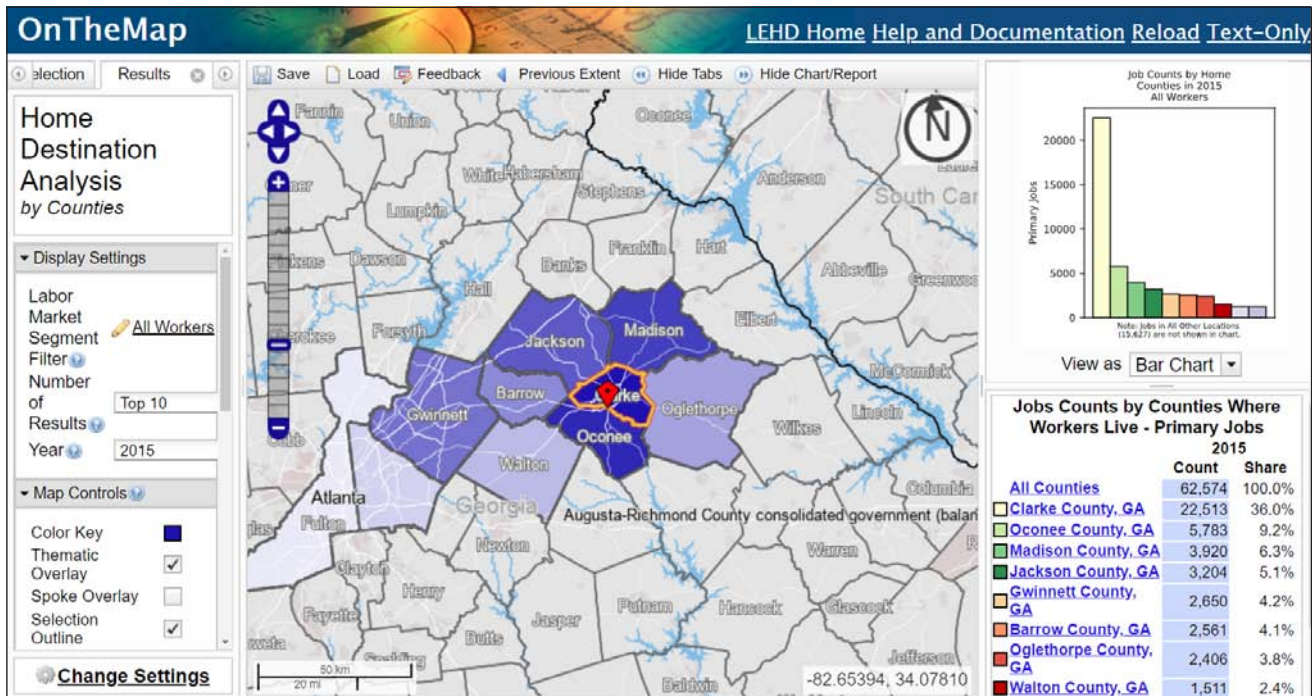 OnTheMap
LEHD Home Help and Documentation Reload Text-Only
election Results
Save Load Feedback Previous Extent Hide Tabs Hide Chart/Report
Home
Destination
Analysis
by Counties
Display Settings
Labor
Market
Segment
Filter
All Workers
Number
of
Results
Top 10
Year
2015
Map Controls
Color Key
Thematic
Overlay
Spoke Overlay
Selection
Outline
Change Settings
Fannin
Union
Oconee
N
White
Habersham
Stephens
Anderson
South Car
Lumpkin
Franklin
Hart
Pickens
Dawson
Banks
Abbeville
Greenwoo
Hall
Forsyth
Elbert
Madison
Jackson
McCormick
Barrow
Gwinnett
Oglethorpe
Lincoln
Wilkes
Oconee
Cobb
Walton
Columbia
Atlanta
Georgia
Fulton
Augusta-Richmond County consolidated government (balan
Newton
Warren
Clayton
Henry
Fayette
Jasper
Putnam
Hancock
Glascock
Butts
Spalding
Jefferson
Baldwin
50 km
20 mi
-82.65394, 34.07810
Job Counts by Home
Counties in 2015
All Workers
Primary Jobs
20000
15000
10000
5000
0
Note: Jobs in All Other Locations
(15,627) are not shown in chart.
View as Bar Chart
Jobs Counts by Counties Where
Workers Live - Primary Jobs
2015
Count Share
All Counties 62,574 100.0%
Clarke County, GA 22,513 36.0%
Oconee County, GA 5,783 9.2%
Madison County, GA 3,920 6.3%
Jackson County, GA 3,204 5.1%
Gwinnett County,
GA 2,650 4.2%
Barrow County, GA 2,561 4.1%
Oglethorpe County,
GA 2,406 3.8%
Walton County, GA 1,511 2.4%